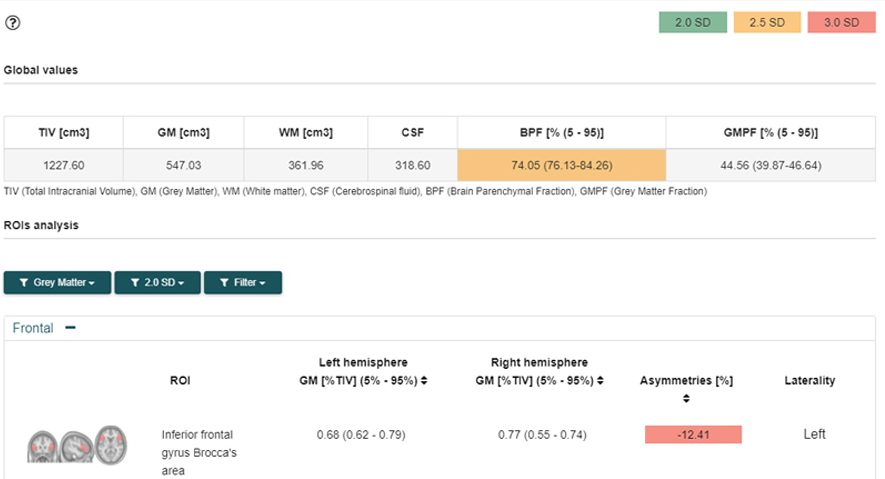 ?
2.0 SD 2.5 SD 3.0 SD
Global values
TIV [cm3] GM [cm3] WM [cm3] CSF BPF [% (5 - 95)] GMPF [% (5 - 95)]
1227.60 547.03 361.96 318.60 74.05 (76.13-84.26) 44.56 (39.87-46.64)
TIV (Total Intracranial Volume), GM (Grey Matter), WM (White matter), CSF (Cerebrospinal fluid), BPF (Brain Parenchymal Fraction), GMPF (Grey Matter Fraction)
ROIs analysis
Grey Matter 2.0 SD Filter
Frontal
Left hemisphere Right hemisphere
ROI GM [%TIV] (5% - 95%) GM [%TIV] (5% - 95%) Asymmetries [%] Laterality
Inferior frontal 0.68 (0.62 - 0.79) 0.77 (0.55 - 0.74) -12.41 Left
gyrus Brocca's
area